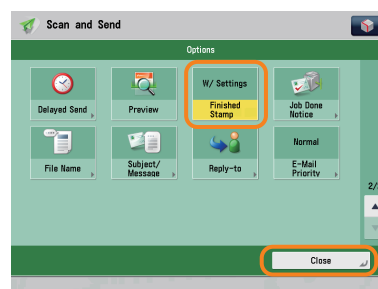 Scan and Send
Options
Delayed Send
Preview
W/ Settings
Finished
Stamp
Job Done
Notice
File Name
Subject/
Message
Reply-to
Normal
E-Mail
Priority
2/
Close